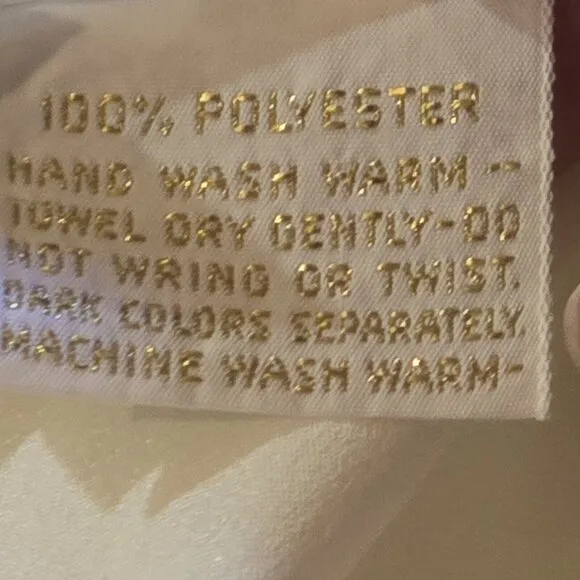 100% POLYESTER
HAND WASH WARM -
TOWEL DRY GENTLY-DO
NOT WRING OR TWIST.
DARK COLORS SEPARATELY.
MACHINE WASH WARM-